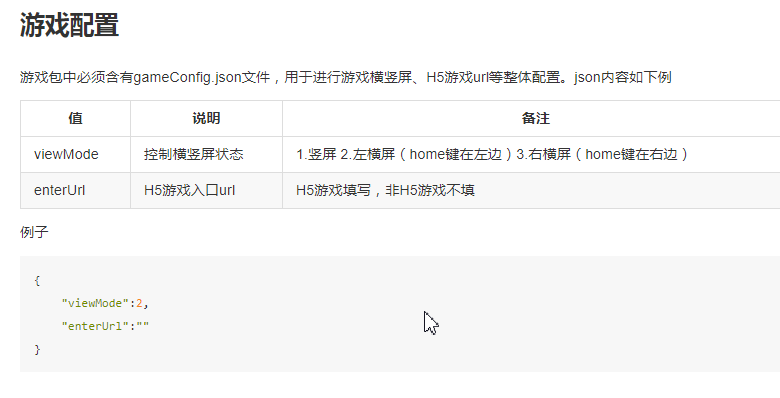 游戏配置
游戏包中必须含有gameConfig.json文件，用于进行游戏横竖屏、H5游戏url等整体配置。json内容如下例
值 说明 备注
viewMode 控制横竖屏状态 1.竖屏 2.左横屏（home键在左边）3.右横屏（home键在右边）
enterUrl H5游戏入口url H5游戏填写，非H5游戏不填
例子
{
"viewMode":2,
"enterUrl":""
}